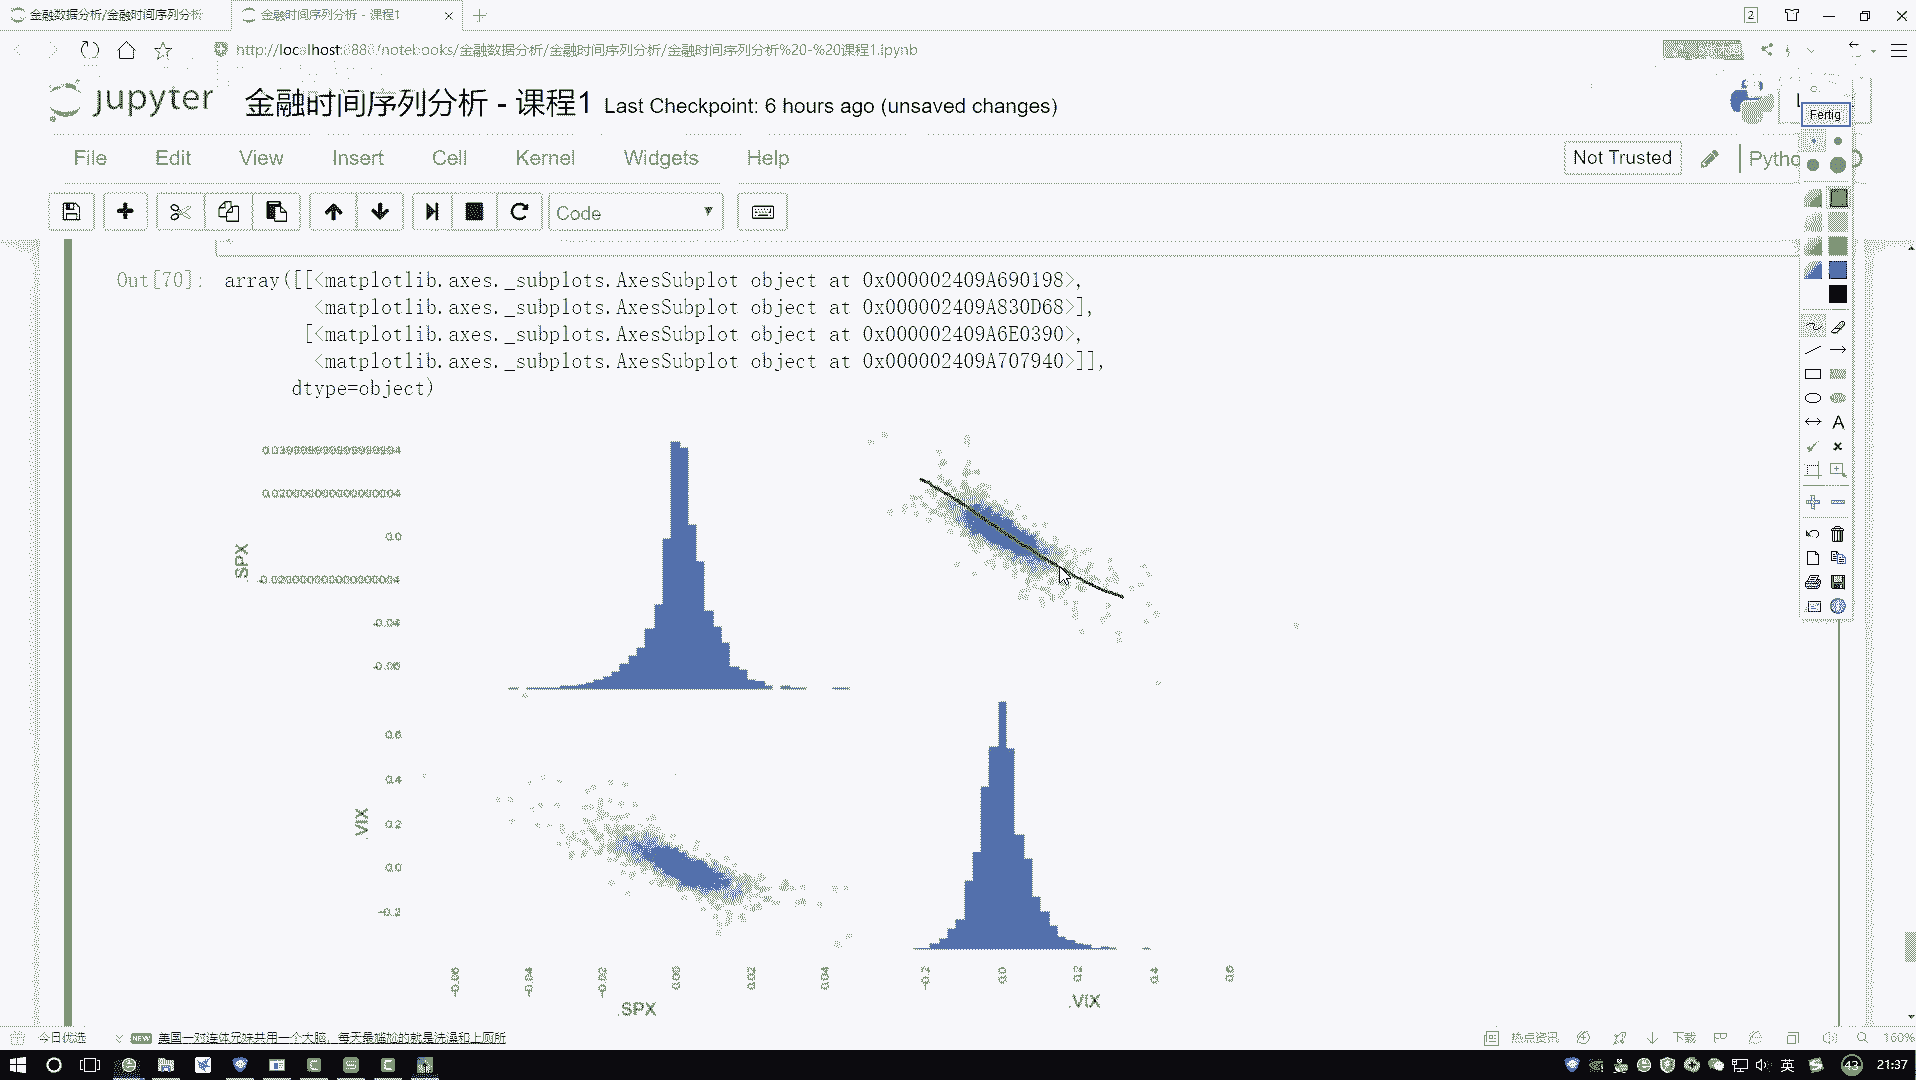 金融数据分析/金融时间序列分析
金融时间序列分析 - 课程1
2
http://localhost:8888/notebooks/金融数据分析/金融时间序列分析/金融时间序列分析%20-%20课程1.ipynb
jupyter 金融时间序列分析 - 课程1 Last Checkpoint: 6 hours ago (unsaved changes)
Fertig
File Edit View Insert Cell Kernel Widgets Help
Not Trusted
Pytho
Code
A
Out[70]: array([[<matplotlib.axes._subplots.AxesSubplot object at 0x000002409A690198>,
<matplotlib.axes._subplots.AxesSubplot object at 0x000002409A830D68>],
[<matplotlib.axes._subplots.AxesSubplot object at 0x000002409A6E0390>,
<matplotlib.axes._subplots.AxesSubplot object at 0x000002409A707940>]],
dtype=object)
0.020000000000000004
0.0
-0.020000000000000004
-0.04
-0.06
.SPX
0.6
0.4
0.2
0.0
-0.2
.VIX
-0.06 -0.04 -0.02 0.00 0.02 0.04
.SPX
-0.2 0.0 0.2 0.4 0.6
.VIX
今日优选
NEW
美国一对连体兄妹共用一个大脑，每天最尴尬的就是洗澡和上厕所
热点资讯
下载
160%
英
43
21:37